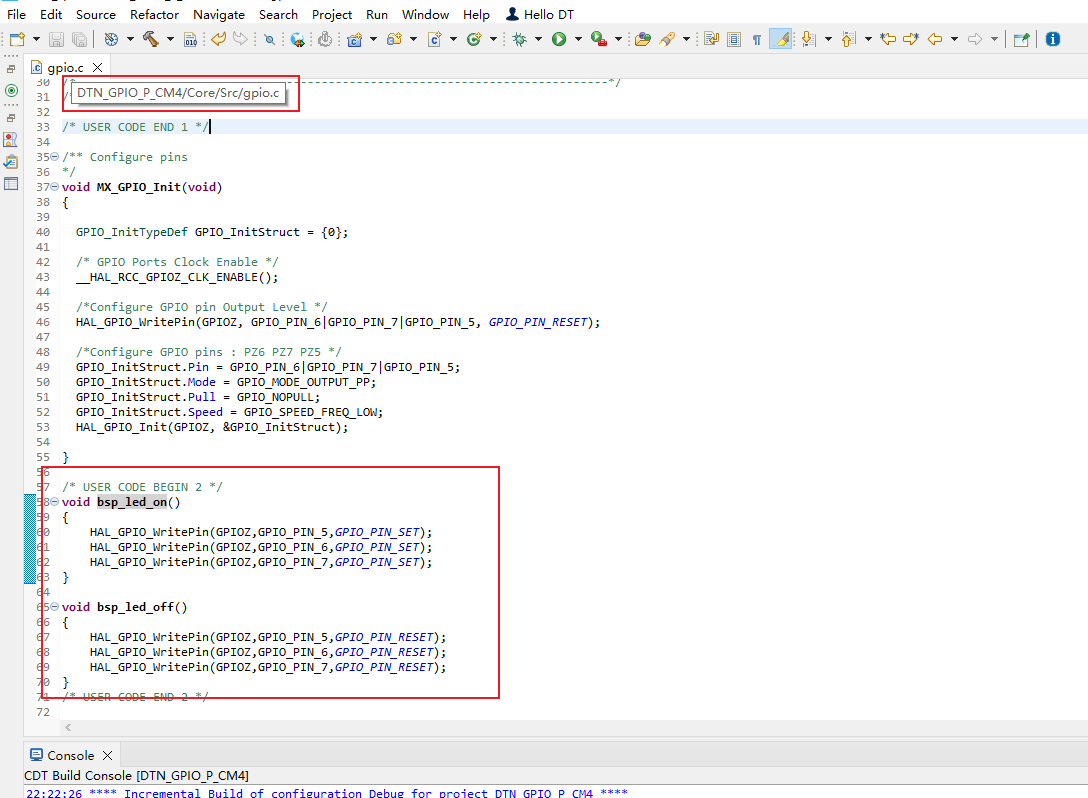 File Edit Source Refactor Navigate Search Project Run Window Help Hello DT
gpio.c
30 /*-----------------------------------------------------------------------------*/
DTN_GPIO_P_CM4/Core/Src/gpio.c
31 /*
32
33 /* USER CODE END 1 */
34
35 /** Configure pins
36 */
37 void MX_GPIO_Init(void)
38 {
39
40 GPIO_InitTypeDef GPIO_InitStruct = {0};
41
42 /* GPIO Ports Clock Enable */
43 __HAL_RCC_GPIOZ_CLK_ENABLE();
44
45 /*Configure GPIO pin Output Level */
46 HAL_GPIO_WritePin(GPIOZ, GPIO_PIN_6|GPIO_PIN_7|GPIO_PIN_5, GPIO_PIN_RESET);
47
48 /*Configure GPIO pins : PZ6 PZ7 PZ5 */
49 GPIO_InitStruct.Pin = GPIO_PIN_6|GPIO_PIN_7|GPIO_PIN_5;
50 GPIO_InitStruct.Mode = GPIO_MODE_OUTPUT_PP;
51 GPIO_InitStruct.Pull = GPIO_NOPULL;
52 GPIO_InitStruct.Speed = GPIO_SPEED_FREQ_LOW;
53 HAL_GPIO_Init(GPIOZ, &GPIO_InitStruct);
54
55 }
56
57 /* USER CODE BEGIN 2 */
58 void bsp_led_on()
59 {
60 HAL_GPIO_WritePin(GPIOZ,GPIO_PIN_5,GPIO_PIN_SET);
61 HAL_GPIO_WritePin(GPIOZ,GPIO_PIN_6,GPIO_PIN_SET);
62 HAL_GPIO_WritePin(GPIOZ,GPIO_PIN_7,GPIO_PIN_SET);
63 }
64
65 void bsp_led_off()
66 {
67 HAL_GPIO_WritePin(GPIOZ,GPIO_PIN_5,GPIO_PIN_RESET);
68 HAL_GPIO_WritePin(GPIOZ,GPIO_PIN_6,GPIO_PIN_RESET);
69 HAL_GPIO_WritePin(GPIOZ,GPIO_PIN_7,GPIO_PIN_RESET);
70 }
71 /* USER CODE END 2 */
72
Console
CDT Build Console [DTN_GPIO_P_CM4]
22:22:26 **** Incremental Build of configuration Debug for project DTN_GPIO_P_CM4 ****